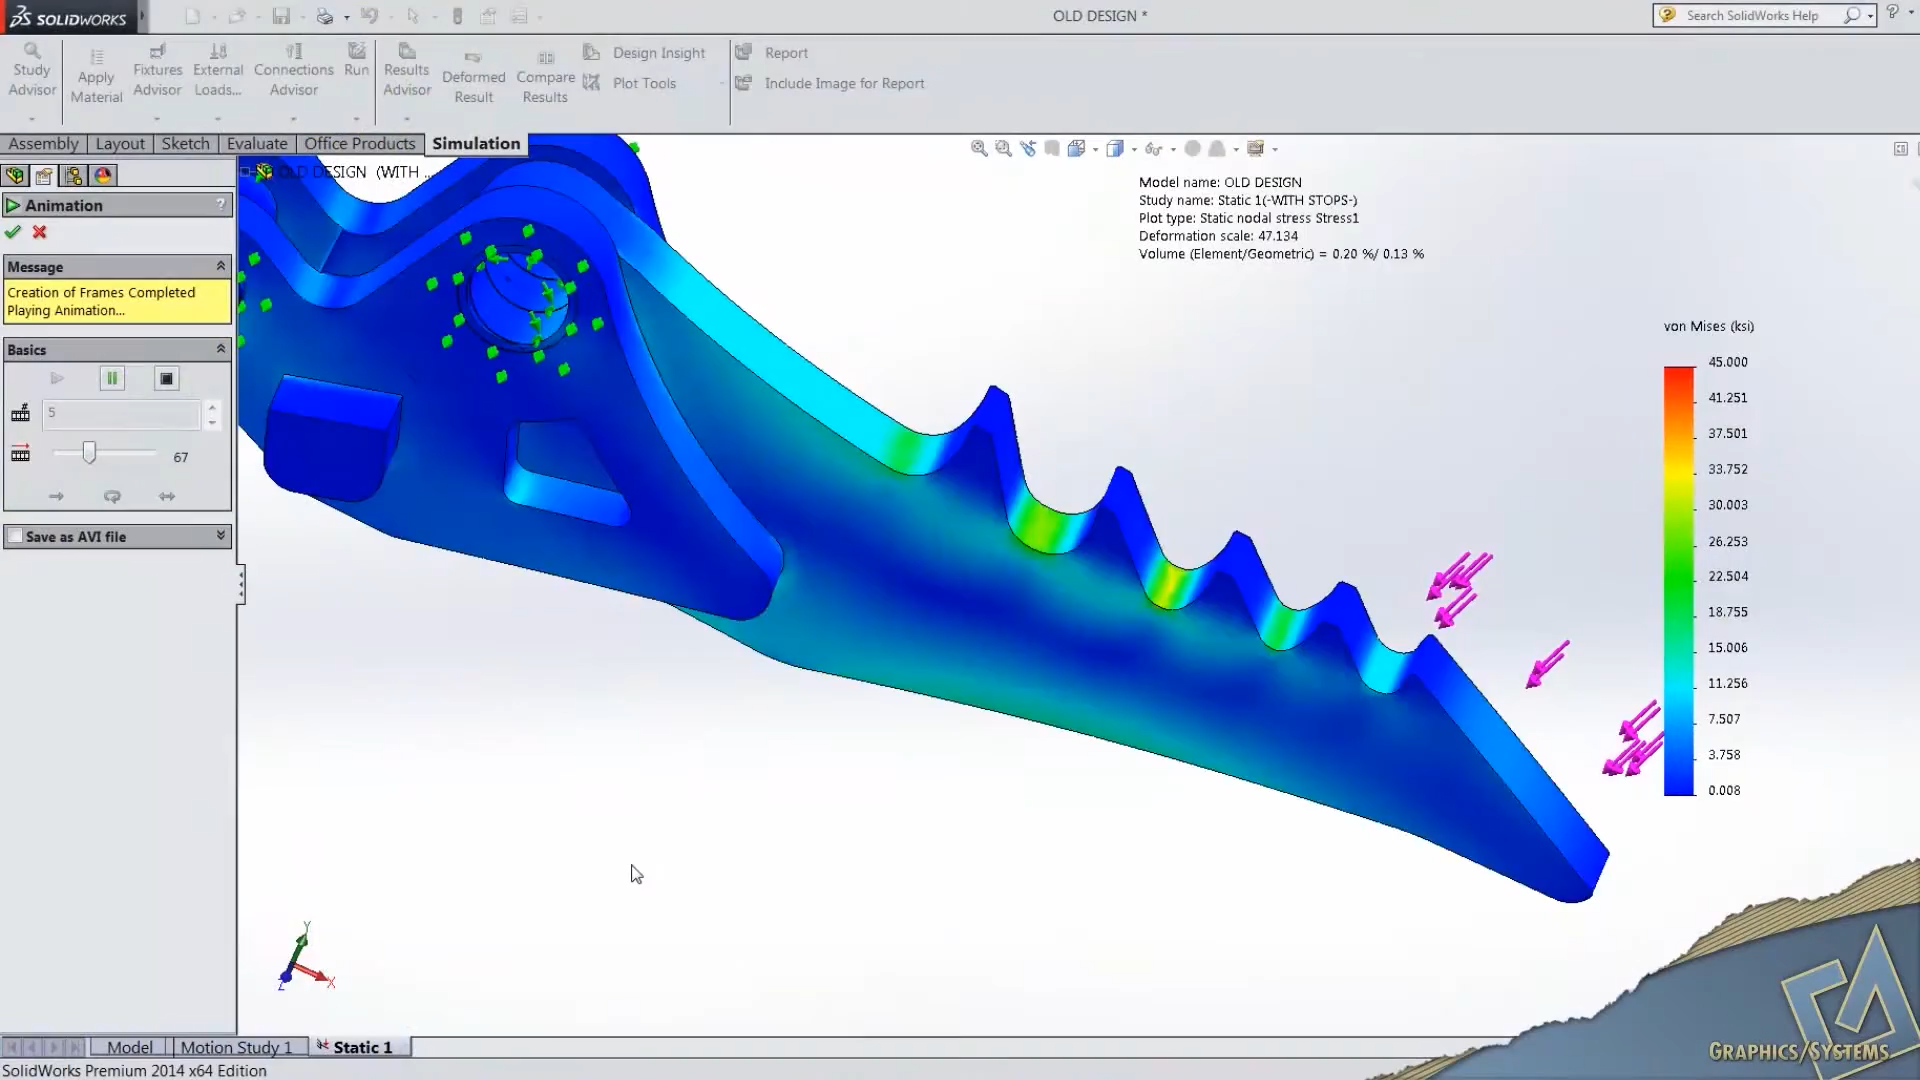 SOLIDWORKS
OLD DESIGN *
Search SolidWorks Help
?
Study Advisor
Apply Material
Fixtures Advisor
External Loads...
Connections Advisor
Run
Results Advisor
Deformed Result
Compare Results
Design Insight
Plot Tools
Report
Include Image for Report
Assembly
Layout
Sketch
Evaluate
Office Products
Simulation
OLD DESIGN (WITH ...
Animation
?
Message
Creation of Frames Completed
Playing Animation...
Basics
5
67
Save as AVI file
Model name: OLD DESIGN
Study name: Static 1(-WITH STOPS-)
Plot type: Static nodal stress Stress1
Deformation scale: 47.134
Volume (Element/Geometric) = 0.20 %/ 0.13 %
von Mises (ksi)
45.000
41.251
37.501
33.752
30.003
26.253
22.504
18.755
15.006
11.256
7.507
3.758
0.008
Y
X
Z
Model
Motion Study 1
Static 1
SolidWorks Premium 2014 x64 Edition
GRAPHICS/SYSTEMS